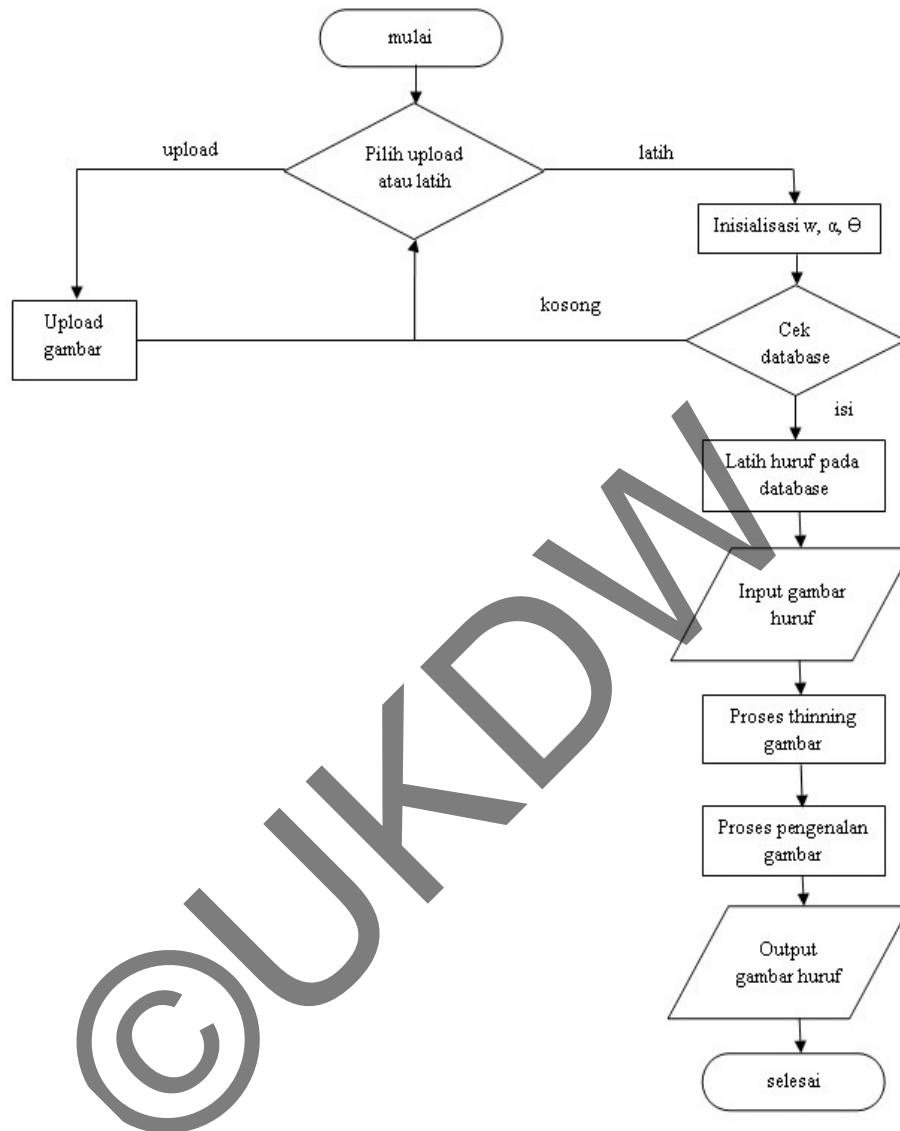 mulai
upload
Pilih upload
atau latih
latih
Inisialisasi w, α, Θ
Upload
gambar
kosong
Cek
database
isi
Latih huruf pada
database
Input gambar
huruf
Proses thinning
gambar
Proses pengenalan
gambar
Output
gambar huruf
selesai
©UKDW